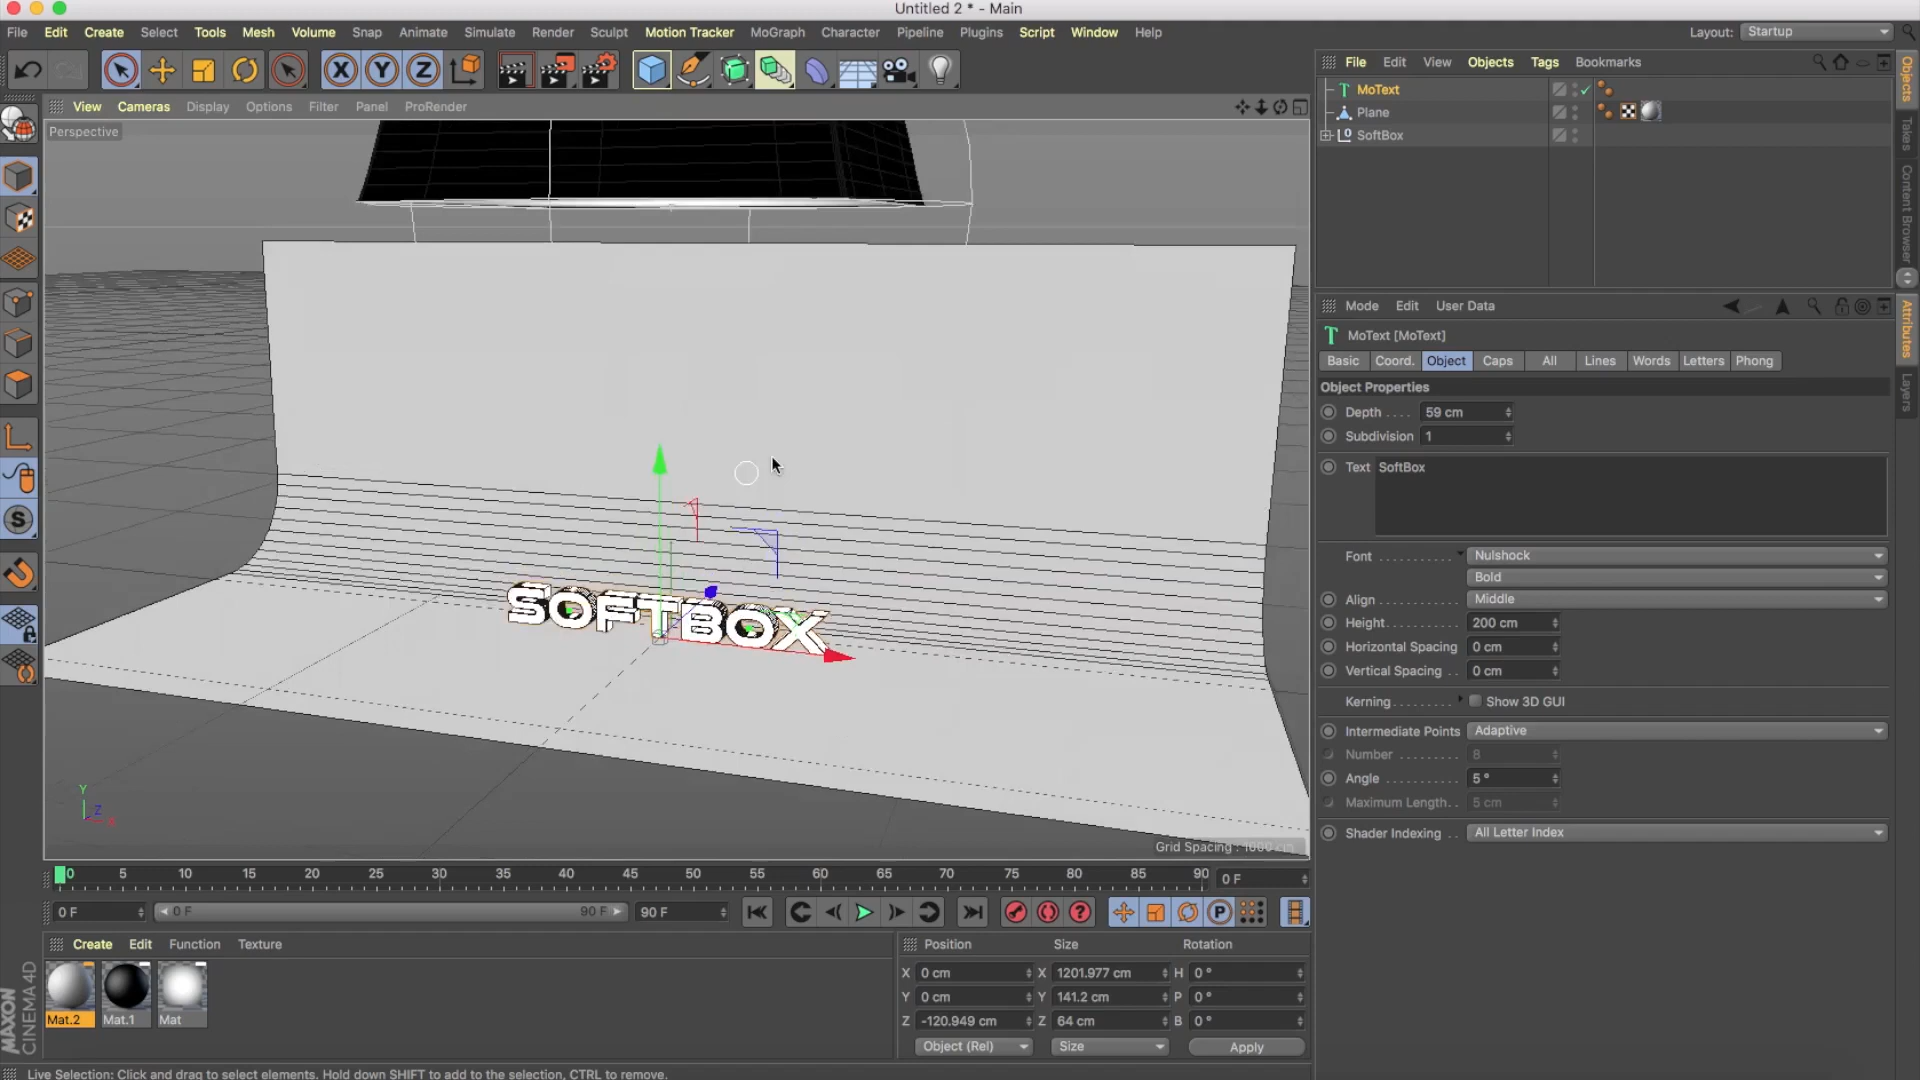 Untitled 2 * - Main
File Edit Create Select Tools Mesh Volume Snap Animate Simulate Render Sculpt Motion Tracker MoGraph Character Pipeline Plugins Script Window Help Layout: Startup
View Cameras Display Options Filter Panel ProRender
Perspective
SOFTBOX
Y
Z
X
Grid Spacing : 1000 cm
0 5 10 15 20 25 30 35 40 45 50 55 60 65 70 75 80 85 90 0 F
0 F 0 F 90 F 90 F
Create Edit Function Texture
Mat.2 Mat.1 Mat
MAXON
CINEMA 4D
Position Size Rotation
X 0 cm X 1201.977 cm H 0 °
Y 0 cm Y 141.2 cm P 0 °
Z -120.949 cm Z 64 cm B 0 °
Object (Rel) Size Apply
Live Selection: Click and drag to select elements. Hold down SHIFT to add to the selection, CTRL to remove.
File Edit View Objects Tags Bookmarks
MoText
Plane
SoftBox
Objects
Takes
Content Browser
Attributes
Layers
Mode Edit User Data
MoText [MoText]
Basic Coord. Object Caps All Lines Words Letters Phong
Object Properties
Depth .... 59 cm
Subdivision 1
Text SoftBox
Font Nulshock
Bold
Align Middle
Height 200 cm
Horizontal Spacing 0 cm
Vertical Spacing .. 0 cm
Kerning Show 3D GUI
Intermediate Points Adaptive
Number 8
Angle 5 °
Maximum Length.. 5 cm
Shader Indexing .. All Letter Index